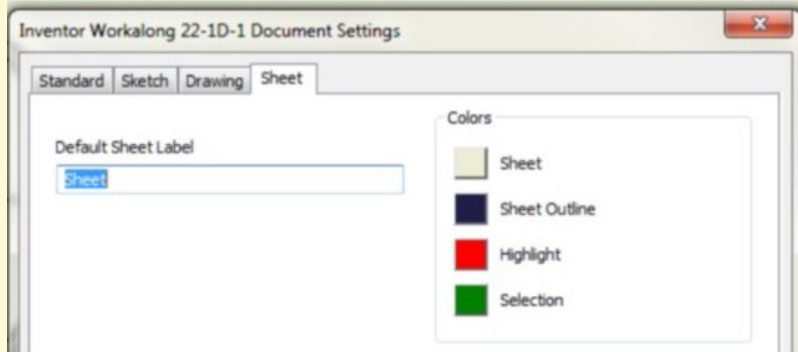 Inventor Workalong 22-1D-1 Document Settings
Standard Sketch Drawing Sheet
Default Sheet Label
Sheet
Colors
Sheet
Sheet Outline
Highlight
Selection